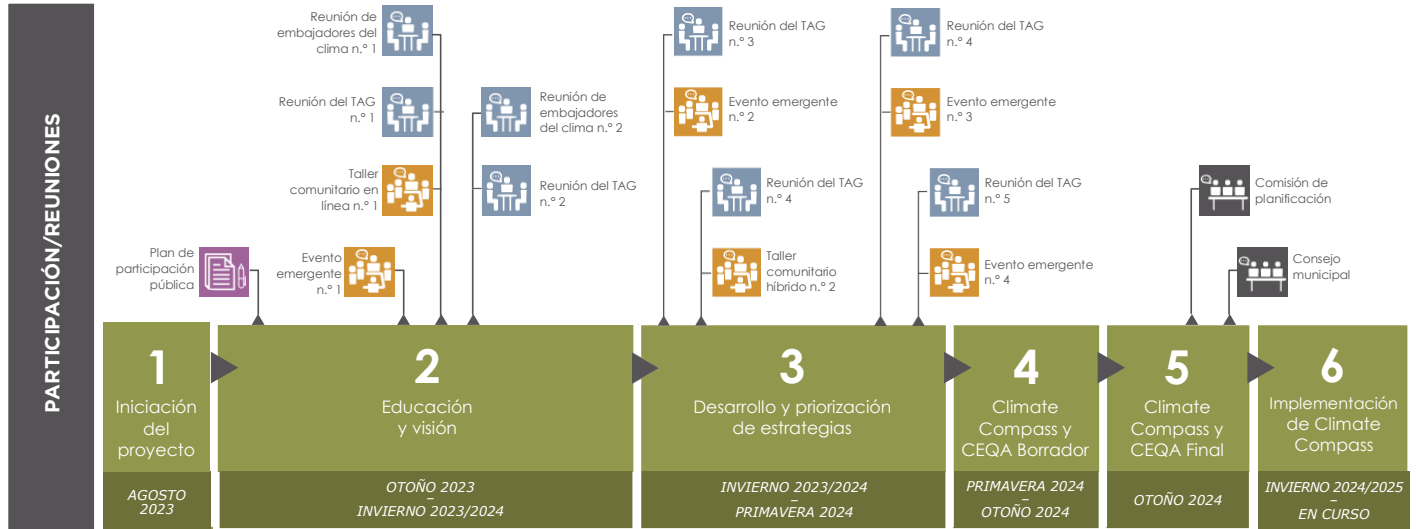 PARTICIPACIÓN/REUNIONES
Reunión de
embajadores del
clima n.º 1
Reunión del TAG
n.º 1
Taller
comunitario en
línea n.º 1
Plan de
participación
pública
Evento
emergente
n.º 1
Reunión de
embajadores
del clima n.º 2
Reunión del TAG
n.º 2
Reunión del TAG
n.º 3
Evento emergente
n.º 2
Reunión del TAG
n.º 4
Taller
comunitario
híbrido n.º 2
Reunión del TAG
n.º 4
Evento emergente
n.º 3
Reunión del TAG
n.º 5
Evento emergente
n.º 4
Comisión de
planificación
Consejo
municipal
1
Iniciación
del
proyecto
AGOSTO
2023
2
Educación
y visión
OTOÑO 2023
–
INVIERNO 2023/2024
3
Desarrollo y priorización
de estrategias
INVIERNO 2023/2024
–
PRIMAVERA 2024
4
Climate
Compass y
CEQA Borrador
PRIMAVERA 2024
–
OTOÑO 2024
5
Climate
Compass y
CEQA Final
OTOÑO 2024
6
Implementación
de Climate
Compass
INVIERNO 2024/2025
–
EN CURSO